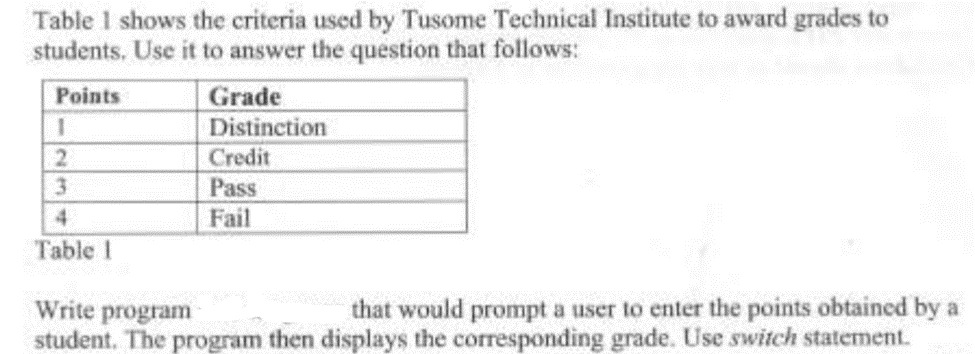 Table 1 shows the criteria used by Tusome Technical Institute to award grades to
students. Use it to answer the question that follows:
Points Grade
1 Distinction
2 Credit
3 Pass
4 Fail
Table 1
Write program that would prompt a user to enter the points obtained by a
student. The program then displays the corresponding grade. Use switch statement.